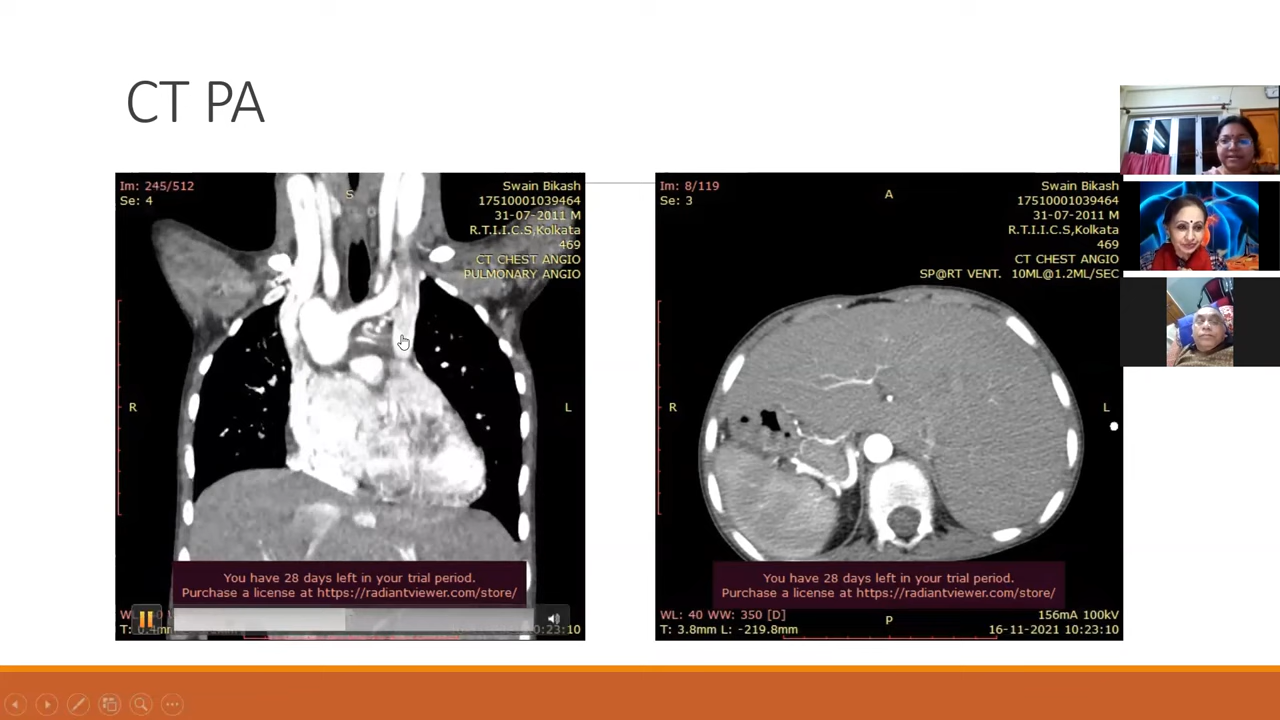 CT PA
Im: 245/512
Se: 4
S
Swain Bikash
17510001039464
31-07-2011 M
R.T.I.I.C.S,Kolkata
469
CT CHEST ANGIO
PULMONARY ANGIO
R
L
You have 28 days left in your trial period.
Purchase a license at https://radiantviewer.com/store/
0:23:10
Im: 8/119
Se: 3
A
Swain Bikash
17510001039464
31-07-2011 M
R.T.I.I.C.S,Kolkata
469
CT CHEST ANGIO
SP@RT VENT. 10ML@1.2ML/SEC
R
L
You have 28 days left in your trial period.
Purchase a license at https://radiantviewer.com/store/
WL: 40 WW: 350 [D]
T: 3.8mm L: -219.8mm
P
156mA 100kV
16-11-2021 10:23:10